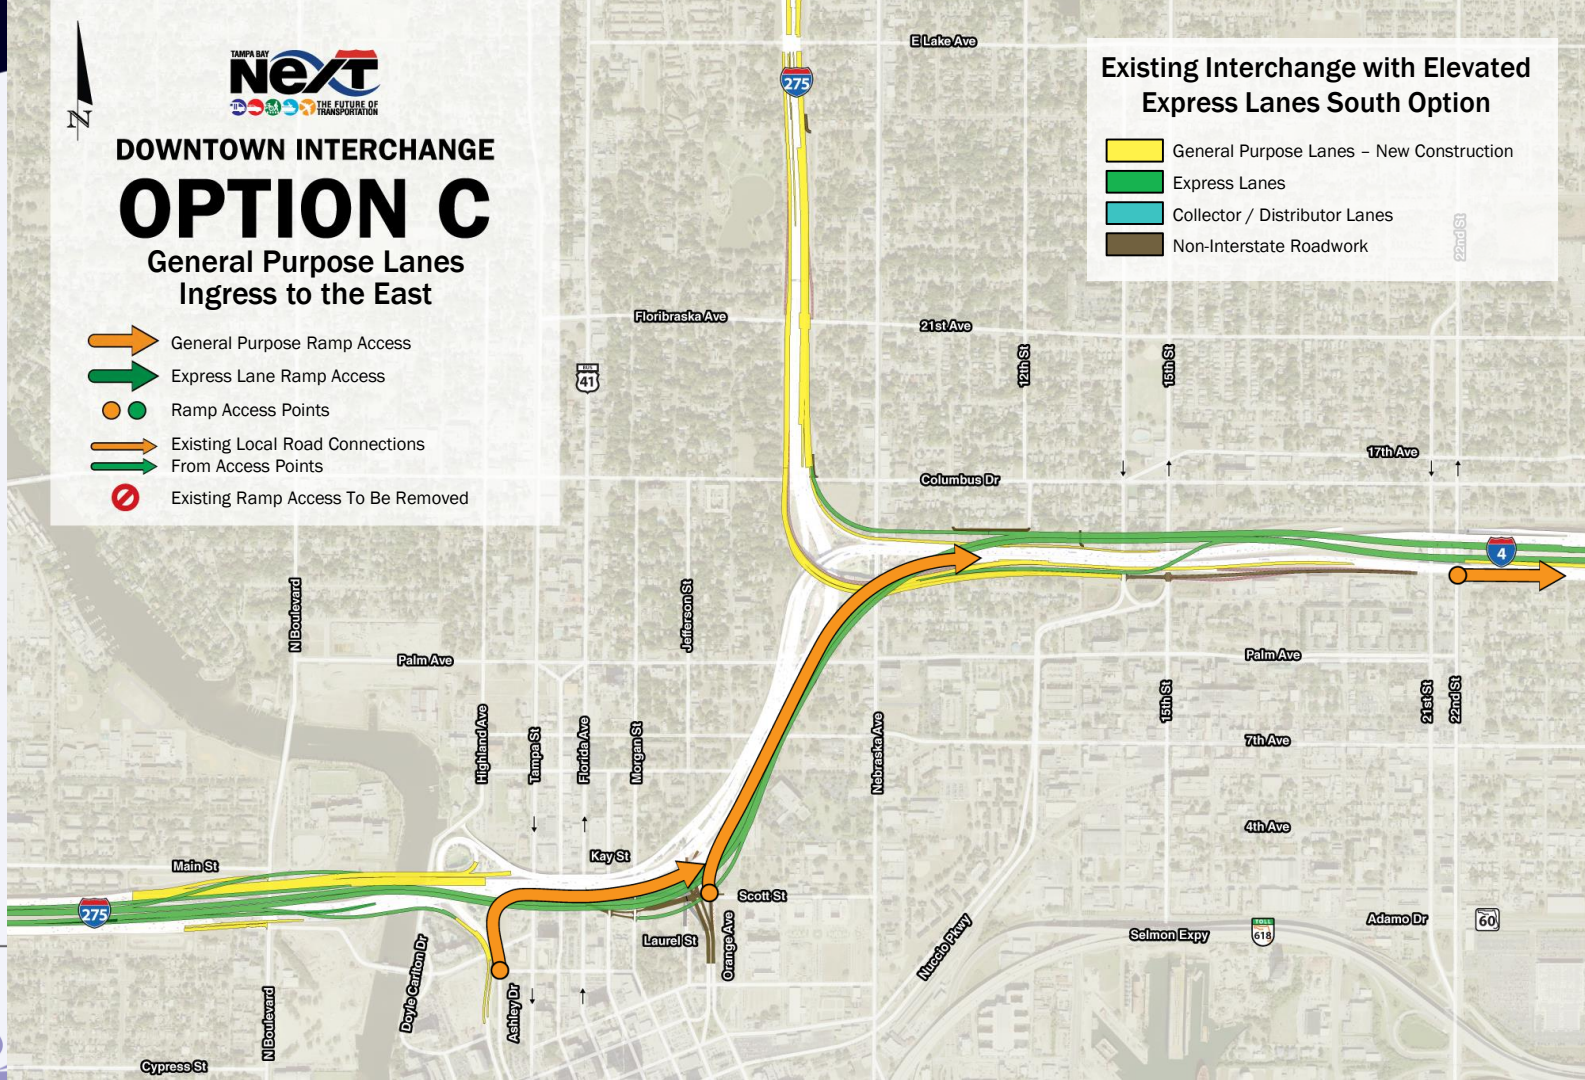 N
TAMPA BAY
NEXT
THE FUTURE OF
TRANSPORTATION
DOWNTOWN INTERCHANGE
OPTION C
General Purpose Lanes
Ingress to the East
General Purpose Ramp Access
Express Lane Ramp Access
Ramp Access Points
Existing Local Road Connections
From Access Points
Existing Ramp Access To Be Removed
Existing Interchange with Elevated
Express Lanes South Option
General Purpose Lanes – New Construction
Express Lanes
Collector / Distributor Lanes
Non-Interstate Roadwork
22nd St
E Lake Ave
275
Floribraska Ave
21st Ave
BUS
41
12th St
15th St
17th Ave
Columbus Dr
4
N Boulevard
Jefferson St
Palm Ave
Palm Ave
15th St
21st St
22nd St
Highland Ave
Tampa St
Florida Ave
Morgan St
Nebraska Ave
7th Ave
4th Ave
Main St
Kay St
Scott St
275
Laurel St
Orange Ave
Doyle Carlton Dr
Ashley Dr
N Boulevard
Cypress St
Nuccio Pkwy
Selmon Expy
TOLL
618
Adamo Dr
60